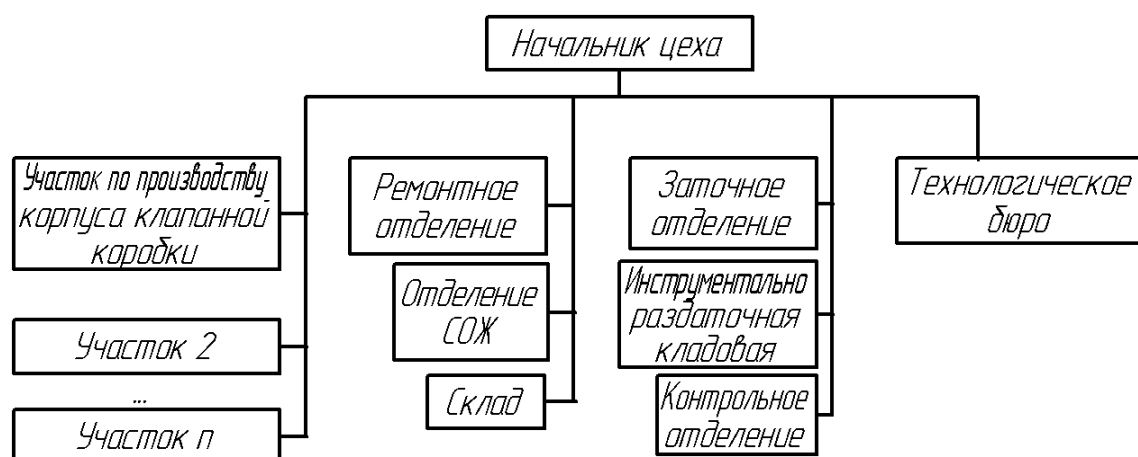 Начальник цеха
Участок по производству
корпуса клапанной
коробки
Участок 2
...
Участок n
Ремонтное
отделение
Отделение
СОЖ
Склад
Заточное
отделение
Инструментально
раздаточная
кладовая
Контрольное
отделение
Технологическое
бюро